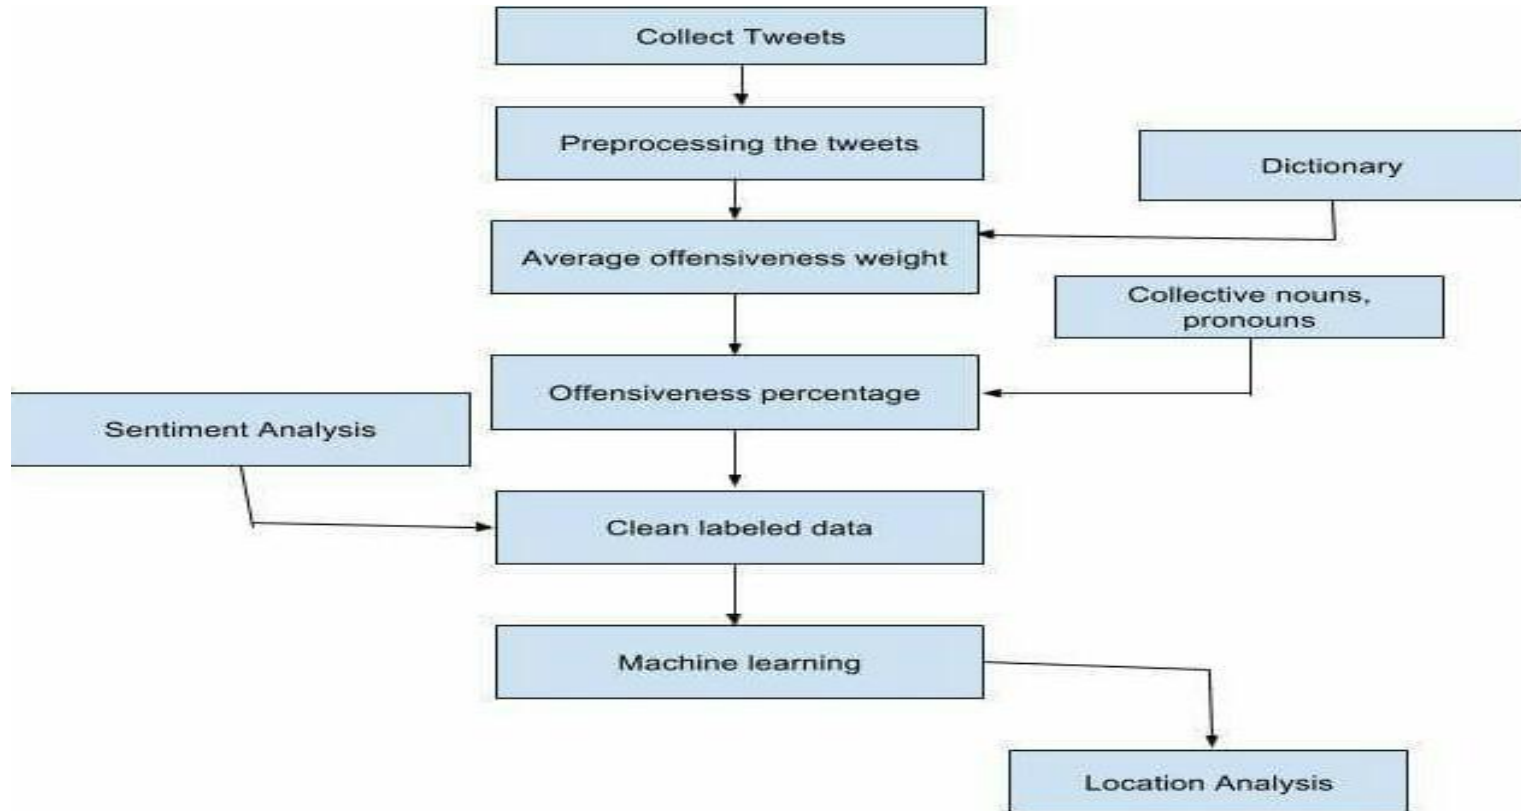 Collect Tweets
Preprocessing the tweets
Dictionary
Average offensiveness weight
Collective nouns,
pronouns
Offensiveness percentage
Sentiment Analysis
Clean labeled data
Machine learning
Location Analysis